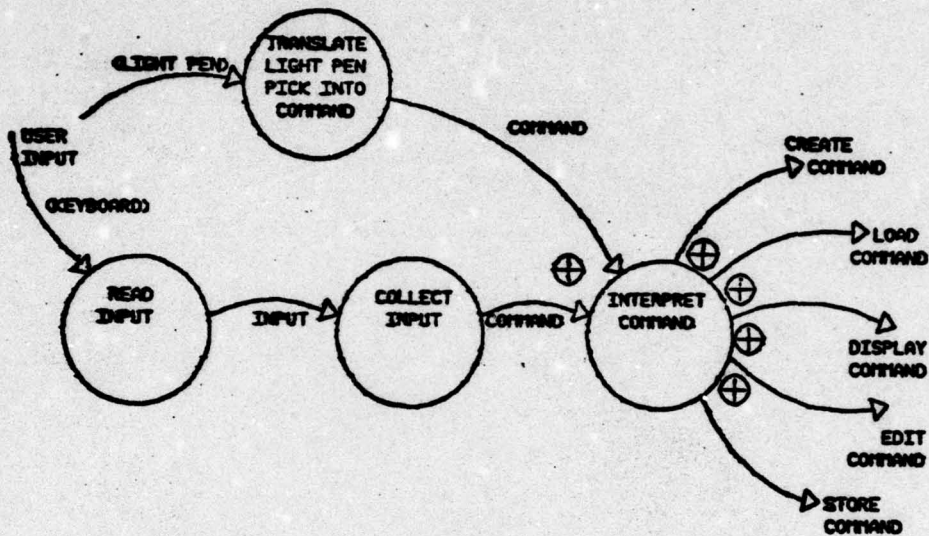 TRANSLATE
LIGHT PEN
PICK INTO
COMMAND
(LIGHT PEN)
USER
INPUT
(KEYBOARD)
COMMAND
CREATE
COMMAND
LOAD
COMMAND
READ
INPUT
INPUT
COLLECT
INPUT
COMMAND
INTERPRET
COMMAND
DISPLAY
COMMAND
EDIT
COMMAND
STORE
COMMAND